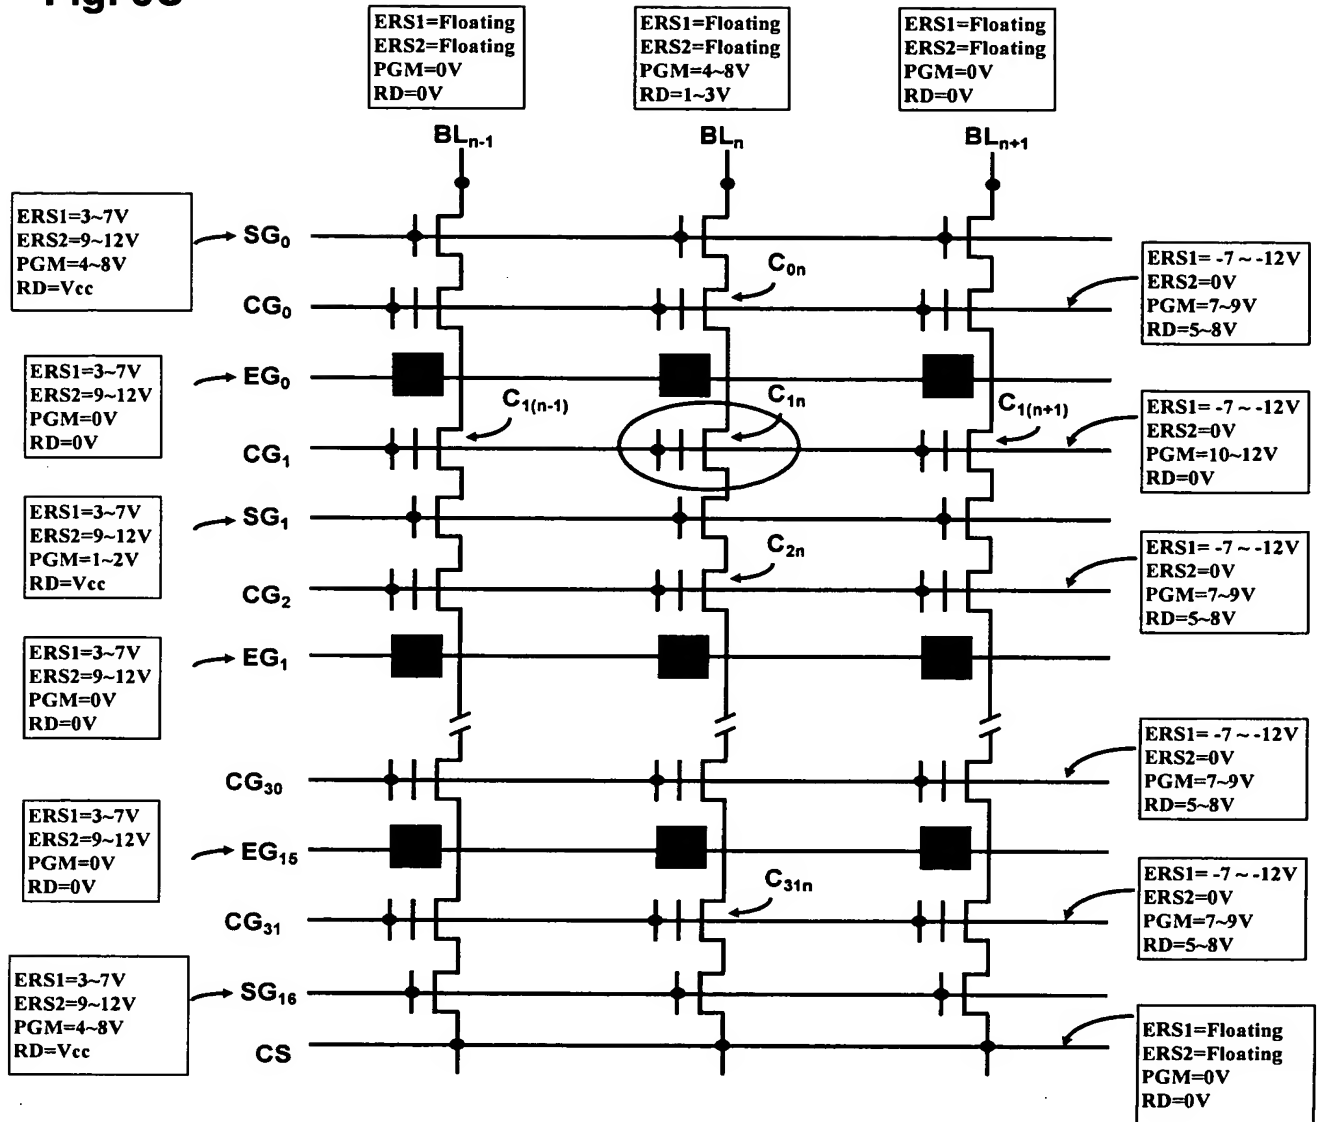 ERS1=Floating
ERS2=Floating
PGM=0V
RD=0V
ERS1=Floating
ERS2=Floating
PGM=4~8V
RD=1~3V
ERS1=Floating
ERS2=Floating
PGM=0V
RD=0V
BLn-1
BLn
BLn+1
ERS1=3~7V
ERS2=9~12V
PGM=4~8V
RD=Vcc
SG0
C0n
ERS1= -7 ~ -12V
ERS2=0V
PGM=7~9V
RD=5~8V
CG0
ERS1=3~7V
ERS2=9~12V
PGM=0V
RD=0V
EG0
C1(n-1)
C1n
C1(n+1)
ERS1= -7 ~ -12V
ERS2=0V
PGM=10~12V
RD=0V
CG1
ERS1=3~7V
ERS2=9~12V
PGM=1~2V
RD=Vcc
SG1
C2n
ERS1= -7 ~ -12V
ERS2=0V
PGM=7~9V
RD=5~8V
CG2
ERS1=3~7V
ERS2=9~12V
PGM=0V
RD=0V
EG1
ERS1= -7 ~ -12V
ERS2=0V
PGM=7~9V
RD=5~8V
CG30
ERS1=3~7V
ERS2=9~12V
PGM=0V
RD=0V
EG15
C31n
ERS1= -7 ~ -12V
ERS2=0V
PGM=7~9V
RD=5~8V
CG31
ERS1=3~7V
ERS2=9~12V
PGM=4~8V
RD=Vcc
SG16
CS
ERS1=Floating
ERS2=Floating
PGM=0V
RD=0V